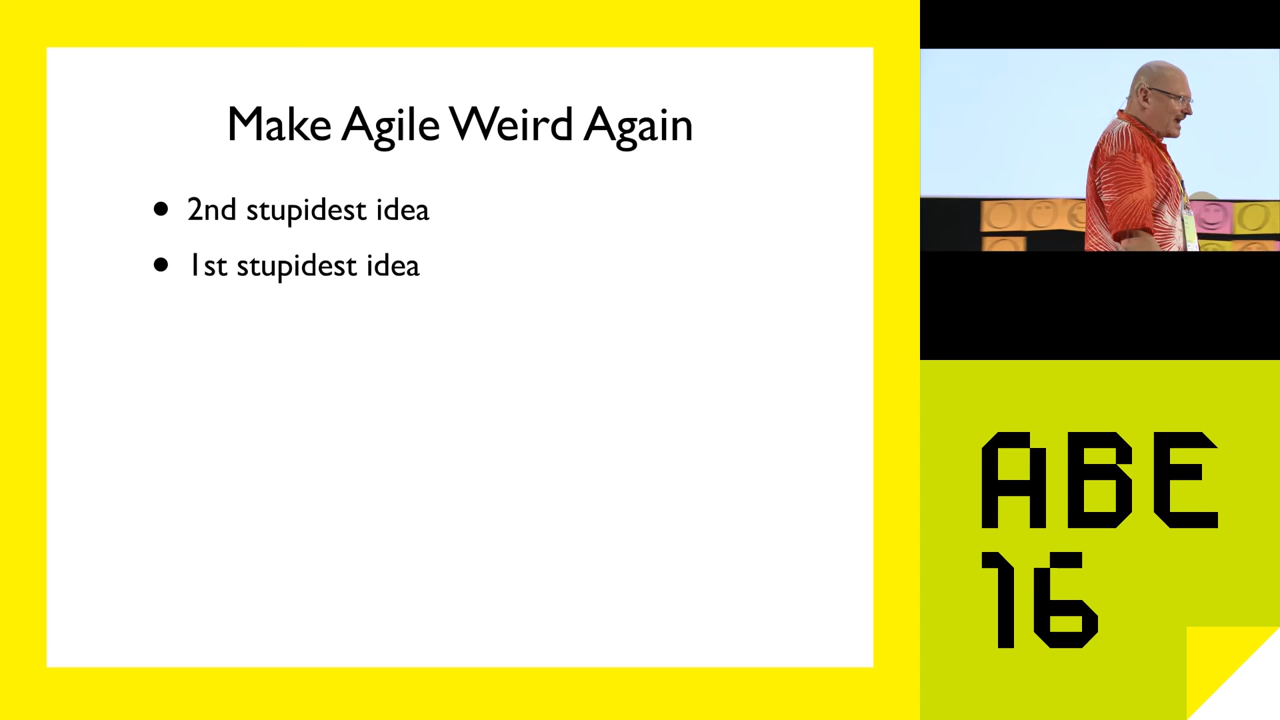 Make Agile Weird Again
• 2nd stupidest idea
• 1st stupidest idea
ABE
16